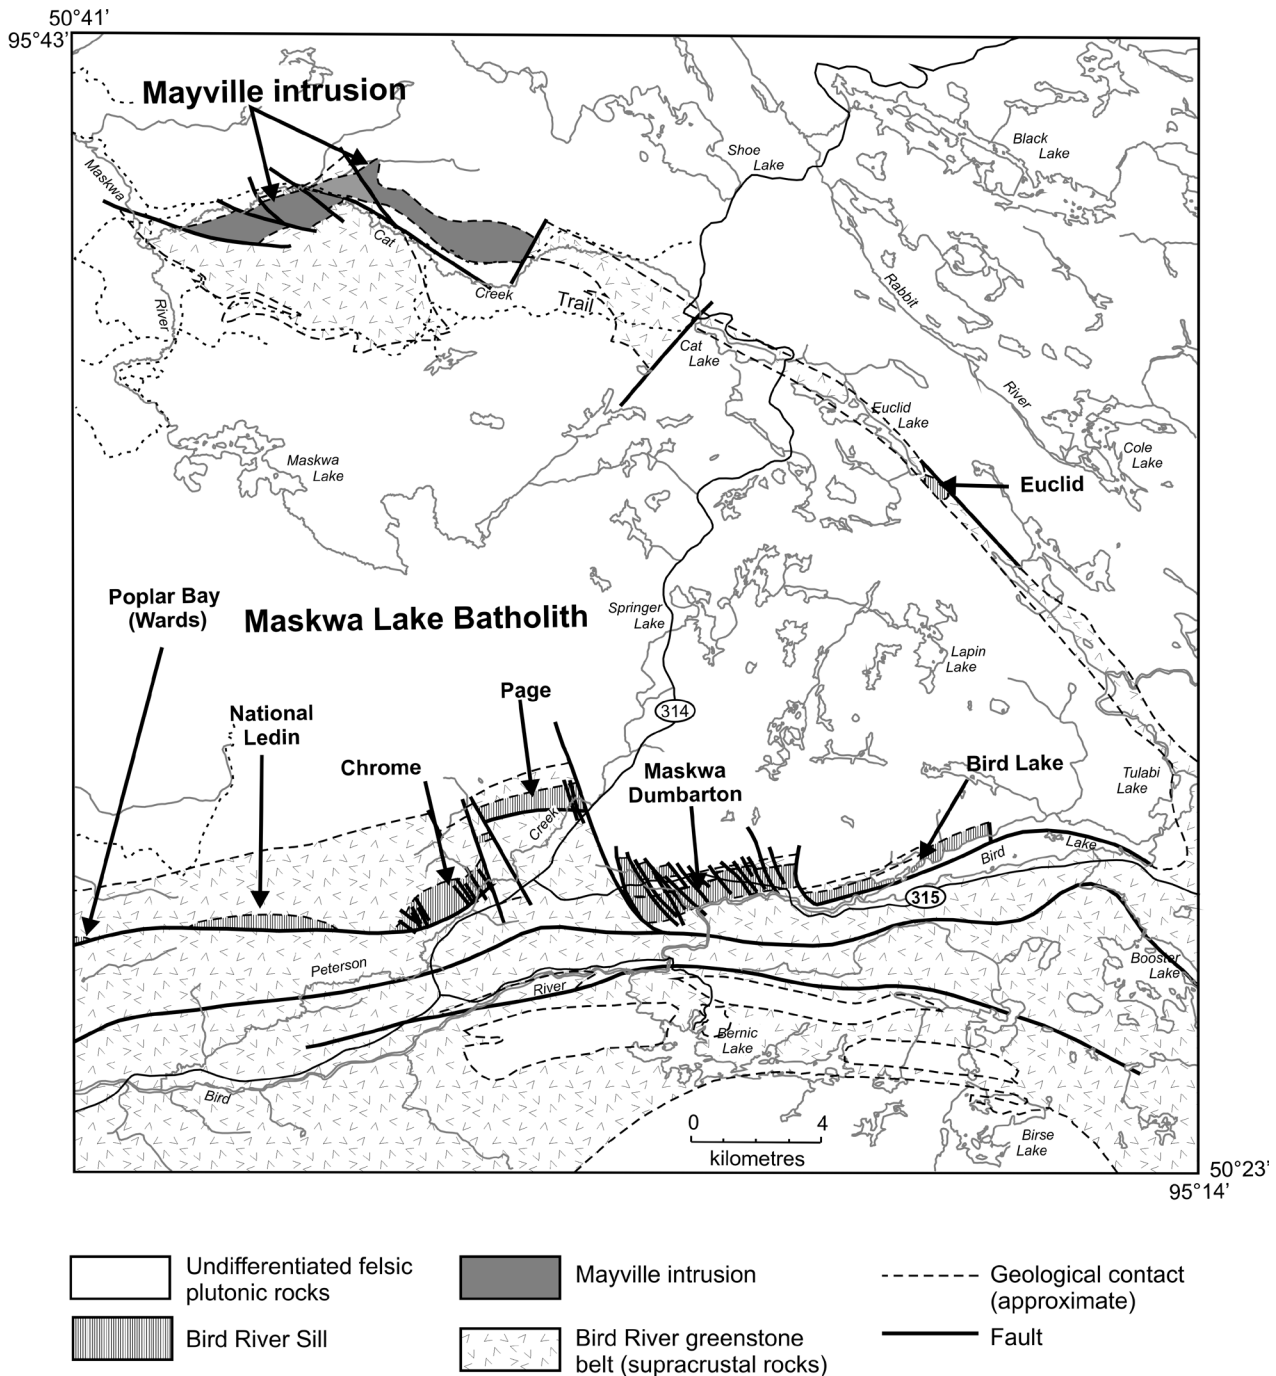 50°41’
95°43’
Mayville intrusion
Black
Lake
Shoe
Lake
Maskwa
Cat
Creek
Trail
River
Rabbit
Cat
Lake
River
Euclid
Lake
Cole
Lake
Maskwa
Lake
Euclid
Poplar Bay
(Wards)
Maskwa Lake Batholith
Springer
Lake
Lapin
Lake
Page
314
National
Ledin
Chrome
Maskwa
Dumbarton
Bird Lake
Tulabi
Lake
Creek
Bird
Lake
315
Peterson
Booster
Lake
River
Bernic
Lake
Bird
0
4
kilometres
Birse
Lake
50°23’
95°14’
Undifferentiated felsic
plutonic rocks
Mayville intrusion
Geological contact
(approximate)
Bird River Sill
Bird River greenstone
belt (supracrustal rocks)
Fault